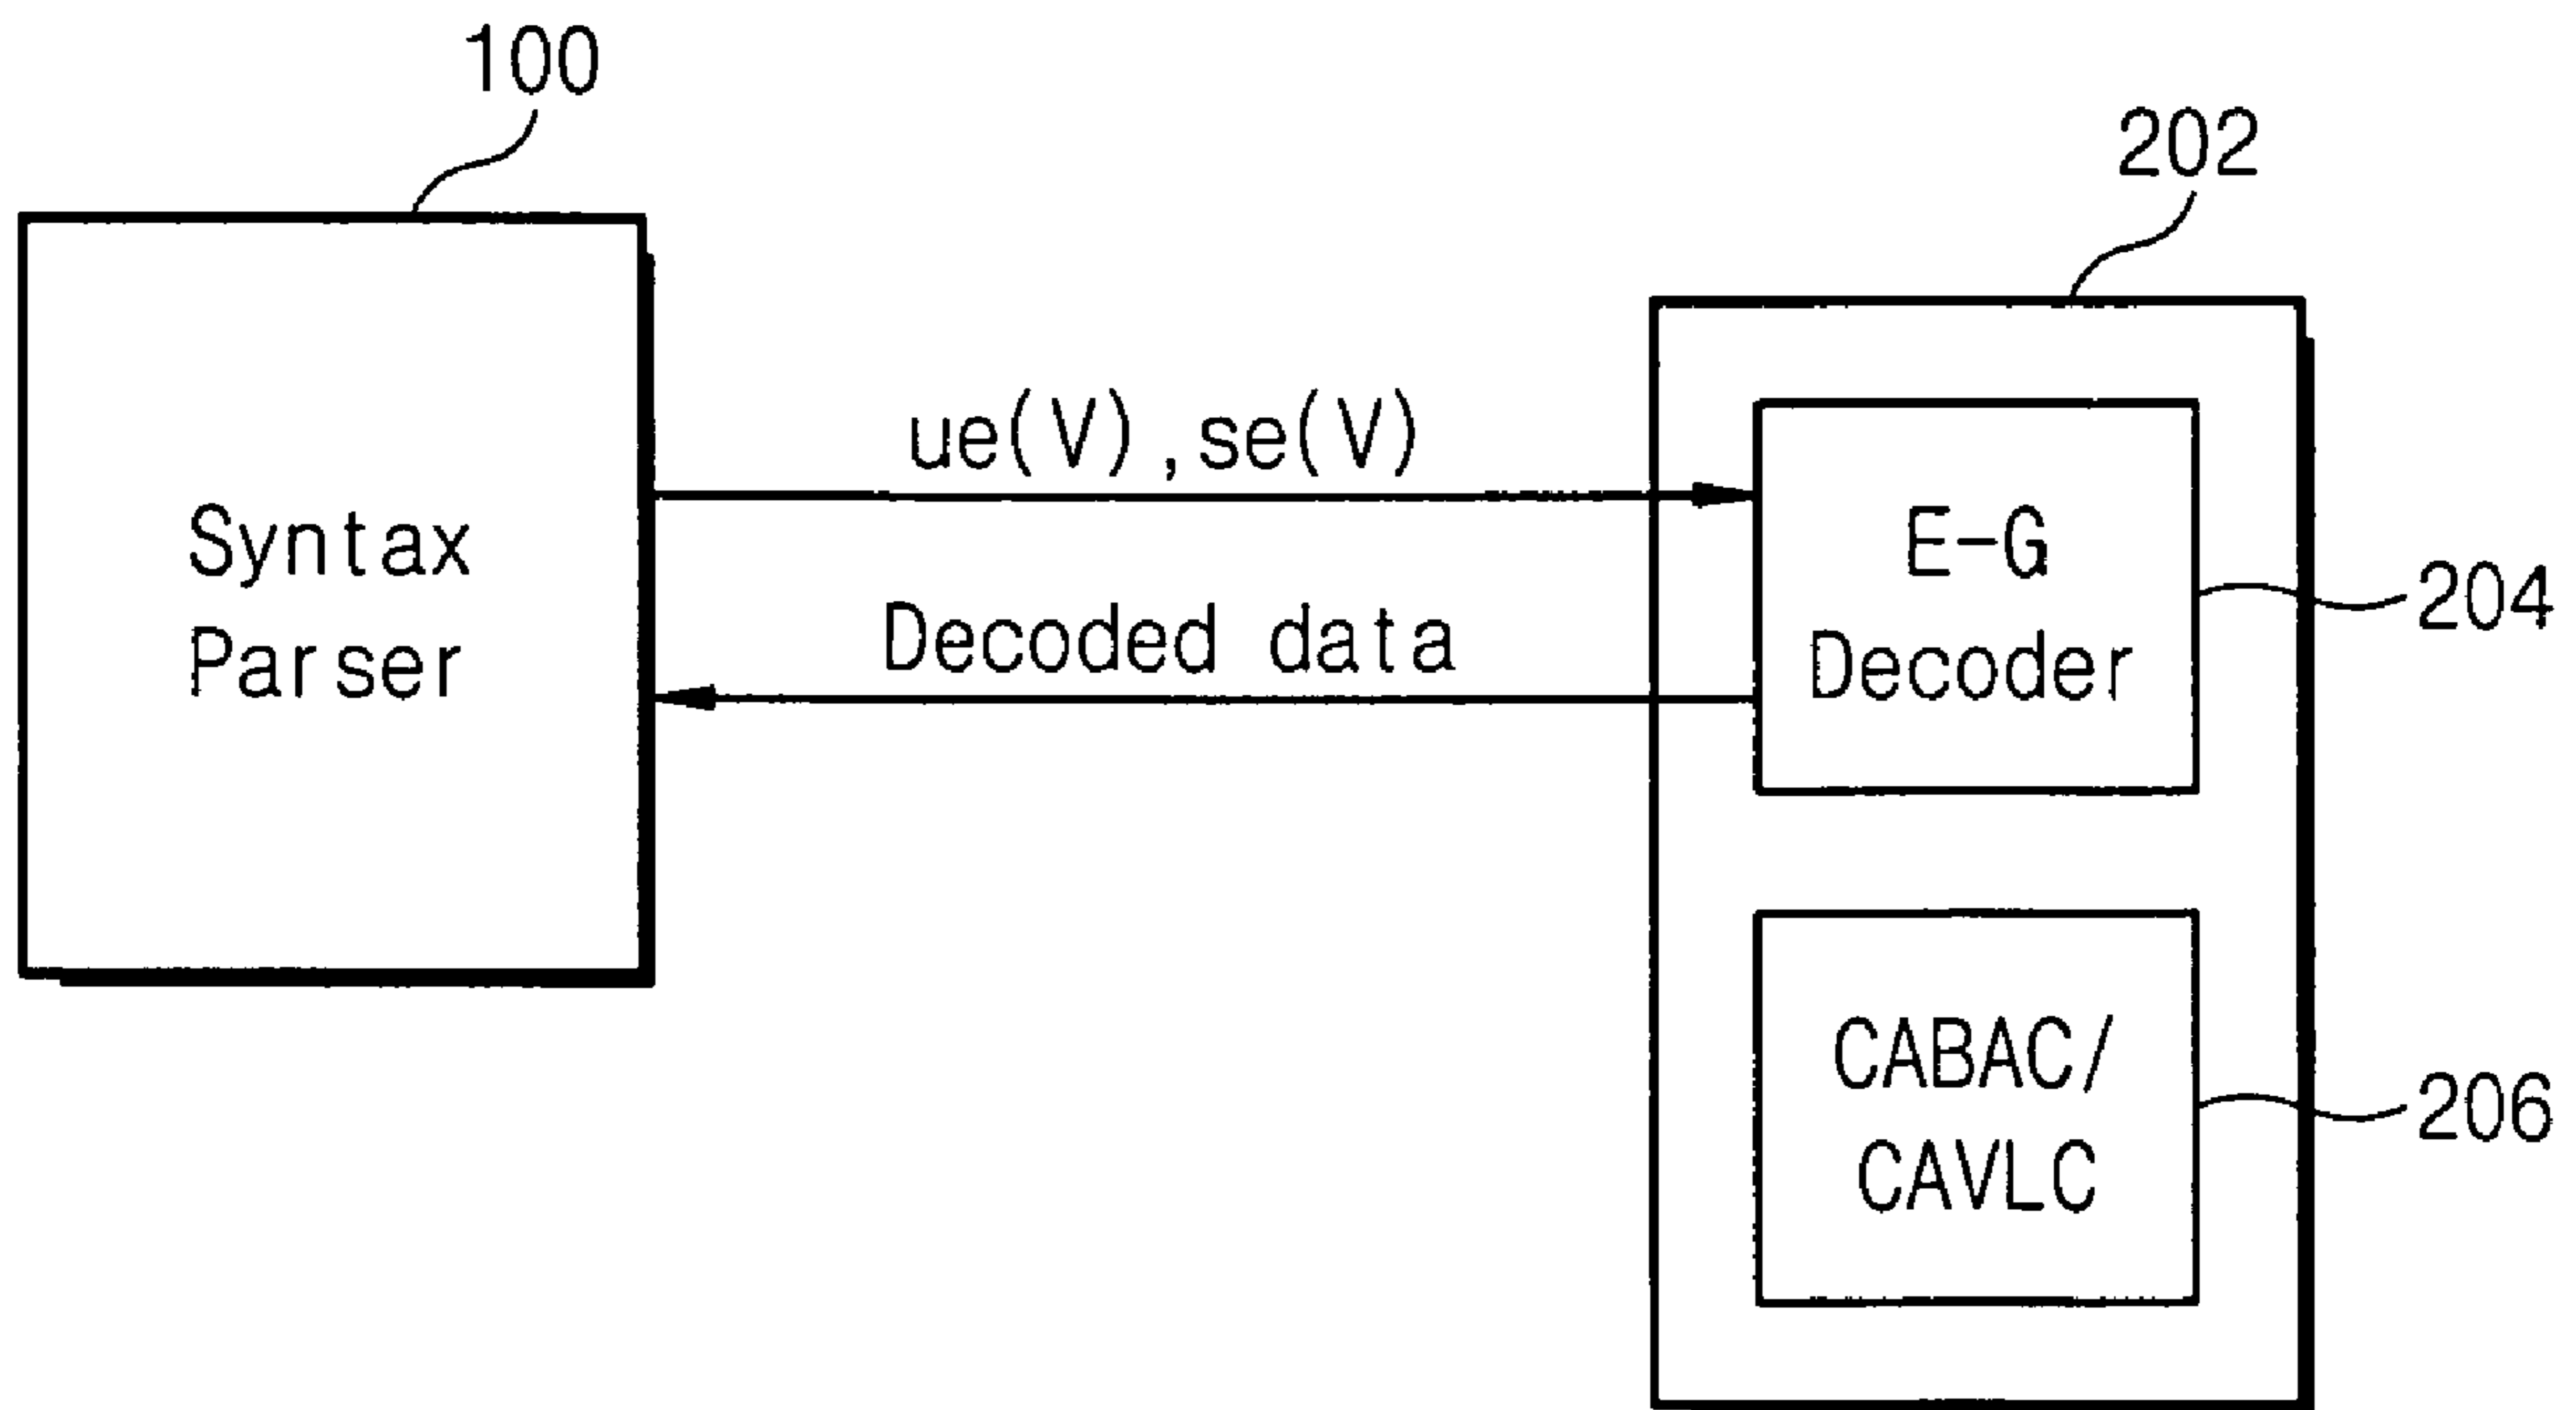 100
202
Syntax
Parser
ue(V),se(V)
Decoded data
E-G
Decoder
204
CABAC/
CAVLC
206